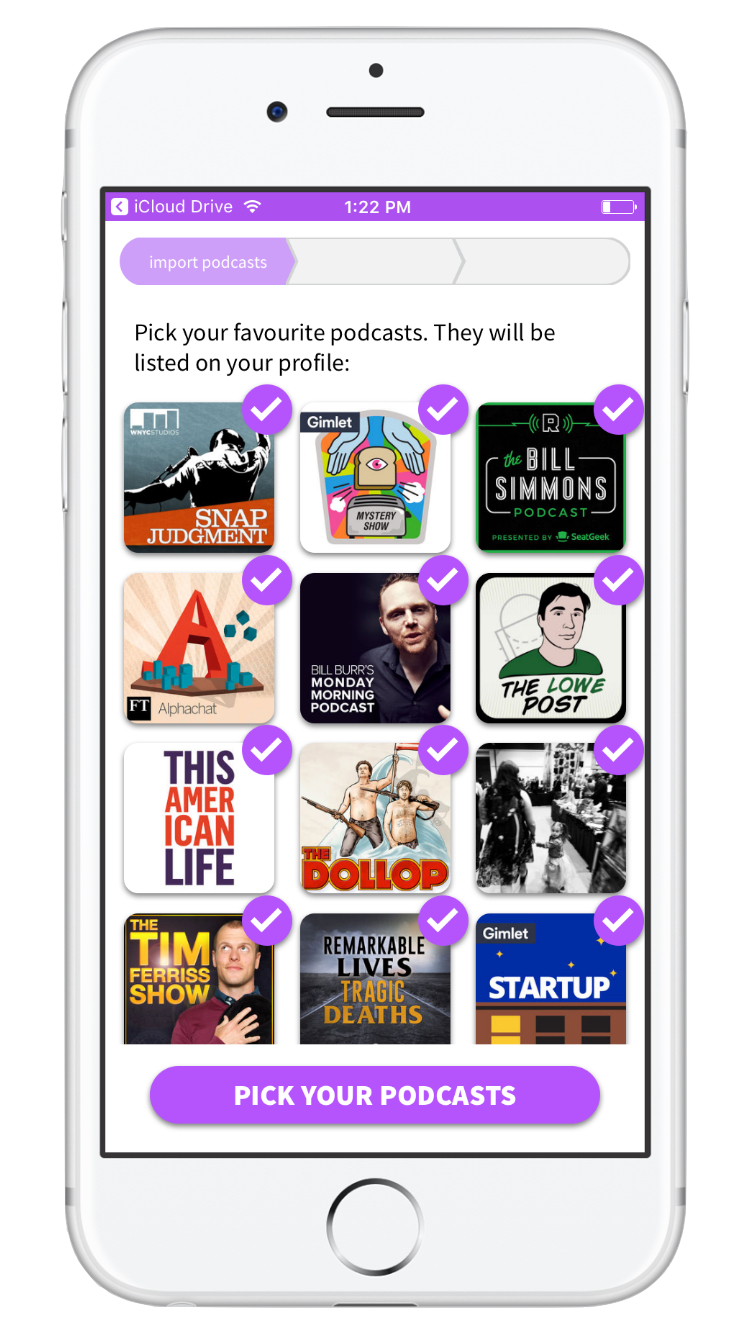 iCloud Drive
1:22 PM
import podcasts
Pick your favourite podcasts. They will be
listed on your profile:
WNYCSTUDIOS
SNAP
JUDGMENT
Gimlet
MYSTERY
SHOW
R
the BILL
SIMMONS
PODCAST
PRESENTED BY SeatGeek
A
FT
Alphachat
BILL BURR'S
MONDAY
MORNING
PODCAST
THE LOWE
POST
THIS
AMER
ICAN
LIFE
THE
DOLLOP
THE
TIM
FERRISS
SHOW
REMARKABLE
LIVES
TRAGIC
DEATHS
Gimlet
STARTUP
PICK YOUR PODCASTS